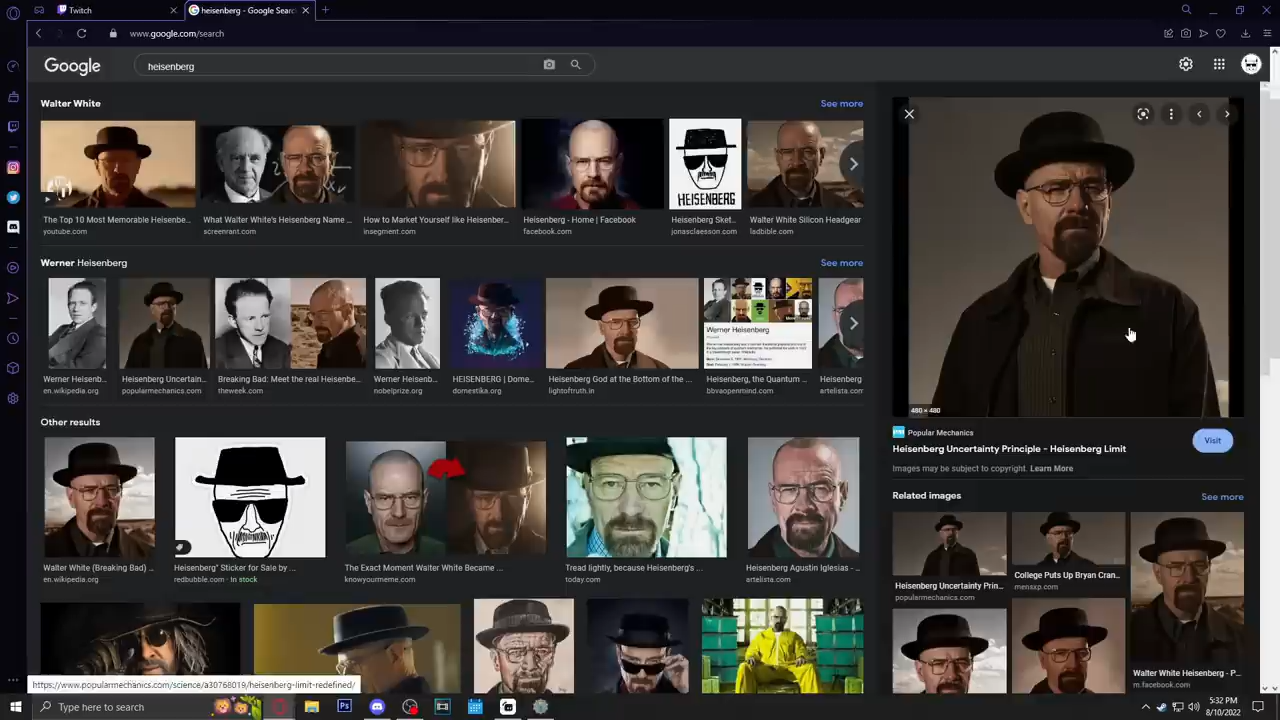 Twitch
heisenberg - Google Searc
www.google.com/search
Google
heisenberg
Walter White
See more
HEISENBERG
The Top 10 Most Memorable Heisenbe...
What Walter White's Heisenberg Name ...
How to Market Yourself like Heisenber...
Heisenberg - Home | Facebook
Heisenberg Sket...
Walter White Silicon Headgear
youtube.com
screenrant.com
insegment.com
facebook.com
jonasclaesson.com
ladbible.com
Werner Heisenberg
See more
Werner Heisenberg
Werner Heisenb...
Heisenberg Uncertain...
Breaking Bad: Meet the real Heisenbe...
Werner Heisenb...
HEISENBERG | Dome...
Heisenberg God at the Bottom of the ...
Heisenberg, the Quantum ...
Heisenberg
en.wikipedia.org
popularmechanics.com
theweek.com
nobelprize.org
domestika.org
lightoftruth.in
bbvaopenmind.com
artelista.com
Other results
Walter White (Breaking Bad) ...
Heisenberg" Sticker for Sale by ...
The Exact Moment Walter White Became ...
Tread lightly, because Heisenberg's ...
Heisenberg Agustin Iglesias - ...
en.wikipedia.org
redbubble.com · In stock
knowyourmeme.com
today.com
artelista.com
480 × 480
Popular Mechanics
Heisenberg Uncertainty Principle - Heisenberg Limit
Visit
Images may be subject to copyright. Learn More
Related images
See more
Heisenberg Uncertainty Prin...
popularmechanics.com
College Puts Up Bryan Cran...
mensxp.com
Walter White Heisenberg - P...
m.facebook.com
https://www.popularmechanics.com/science/a30768019/heisenberg-limit-redefined/
Type here to search
5:32 PM
8/10/2022